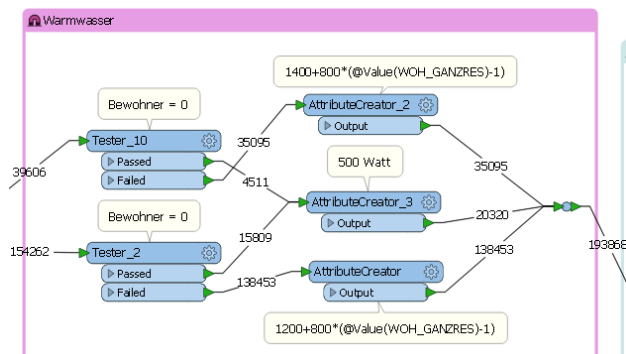 Warmwasser
1400+800*(@Value(WOH_GANZRES)-1)
Bewohner = 0
AttributeCreator_2
Output
Tester_10
Passed
Failed
39606
35095
4511
500 Watt
35095
AttributeCreator_3
Output
20320
Bewohner = 0
15809
138453
193868
154262
Tester_2
Passed
Failed
138453
AttributeCreator
Output
1200+800*(@Value(WOH_GANZRES)-1)